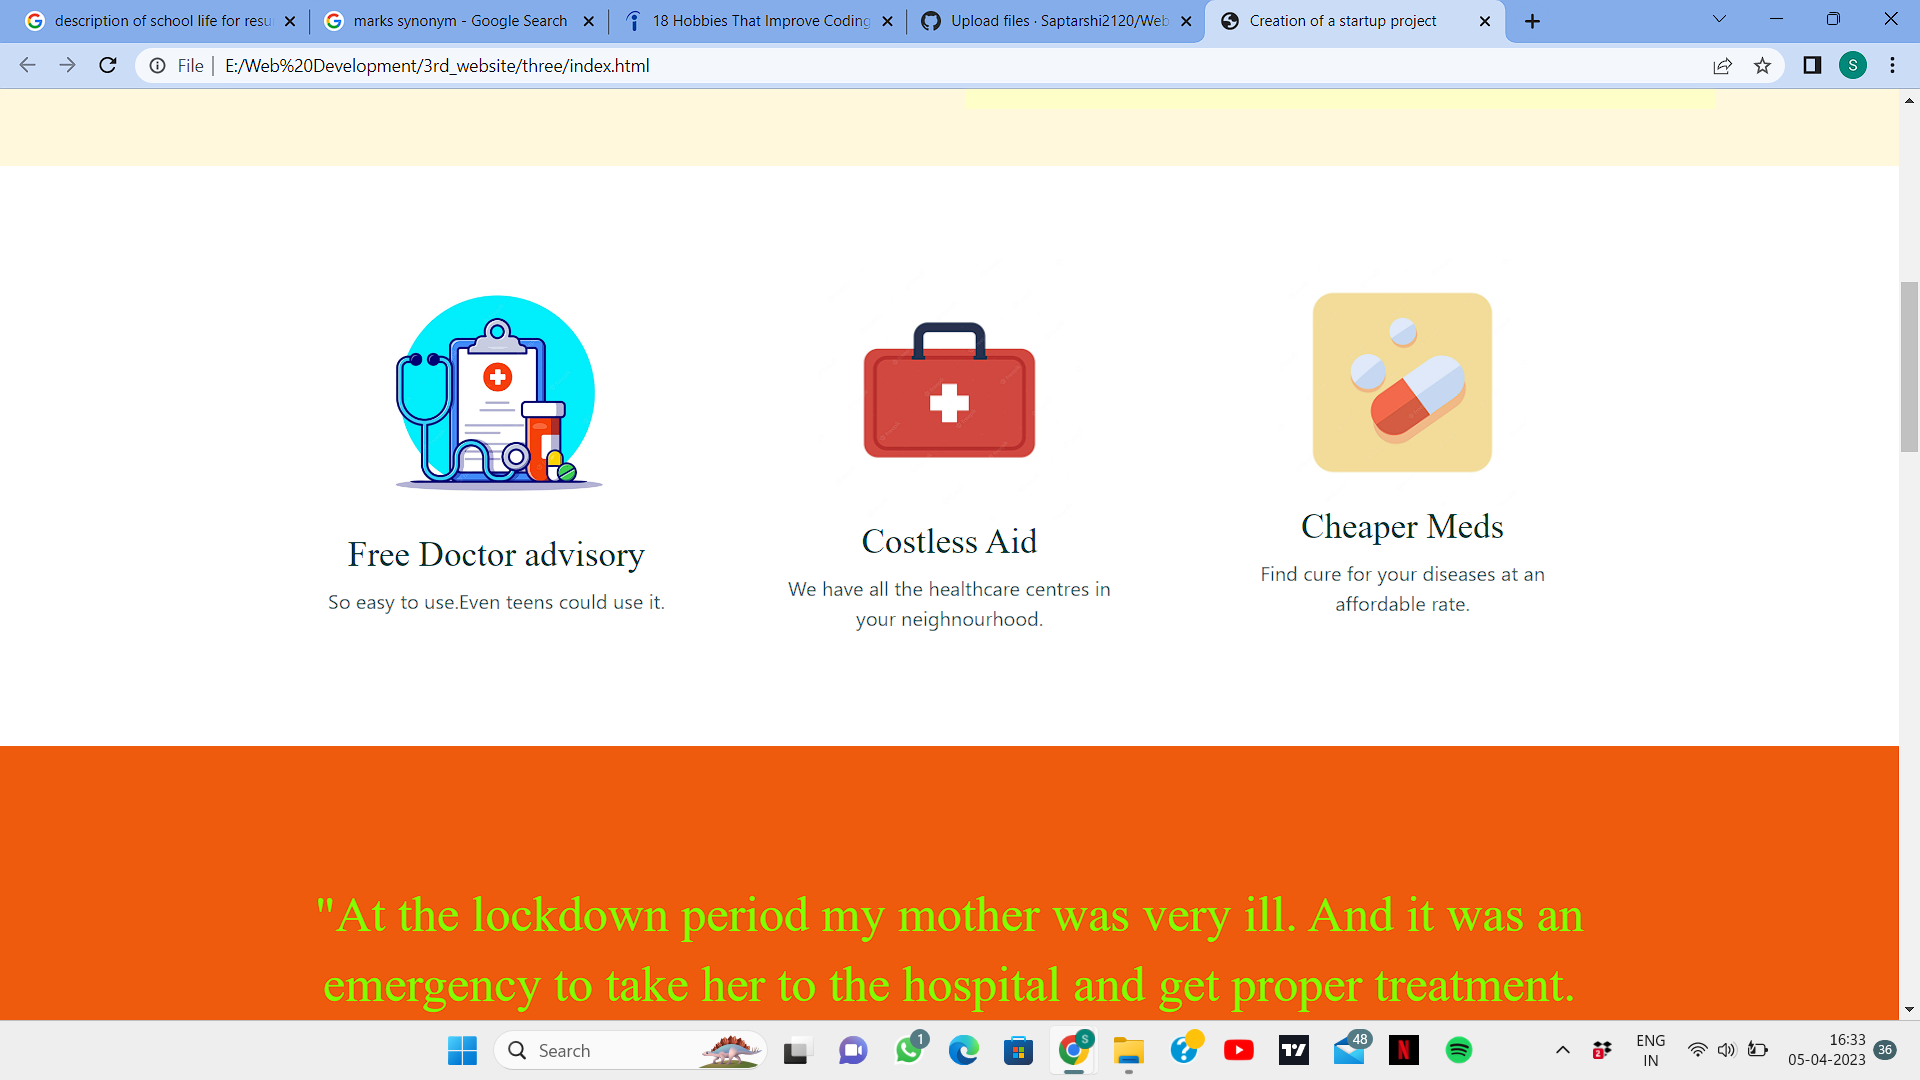 description of school life for resu
marks synonym - Google Search
18 Hobbies That Improve Coding
Upload files · Saptarshi2120/Web
Creation of a startup project
File
E:/Web%20Development/3rd_website/three/index.html
S
Free Doctor advisory
So easy to use.Even teens could use it.
Costless Aid
We have all the healthcare centres in
your neighnourhood.
Cheaper Meds
Find cure for your diseases at an
affordable rate.
"At the lockdown period my mother was very ill. And it was an
emergency to take her to the hospital and get proper treatment.
Search
1
S
48
N
2
ENG
IN
16:33
05-04-2023
36